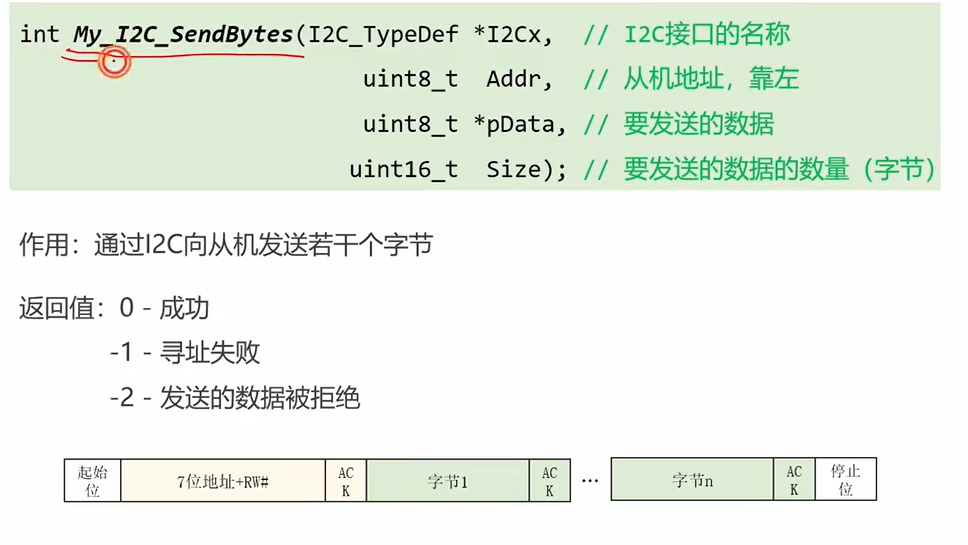 int My_I2C_SendBytes(I2C_TypeDef *I2Cx, // I2C接口的名称
uint8_t Addr, // 从机地址，靠左
uint8_t *pData, // 要发送的数据
uint16_t Size); // 要发送的数据的数量（字节）
作用：通过I2C向从机发送若干个字节
返回值：0 - 成功
-1 - 寻址失败
-2 - 发送的数据被拒绝
起始位 7位地址+RW# ACK 字节1 ACK ... 字节n ACK 停止位